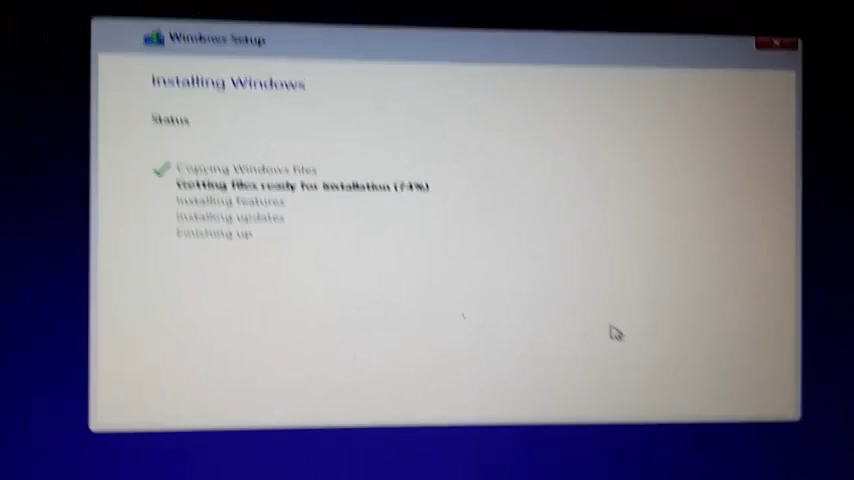 Windows Setup
Installing Windows
Status
Copying Windows files
Getting files ready for installation (74%)
Installing features
Installing updates
Finishing up